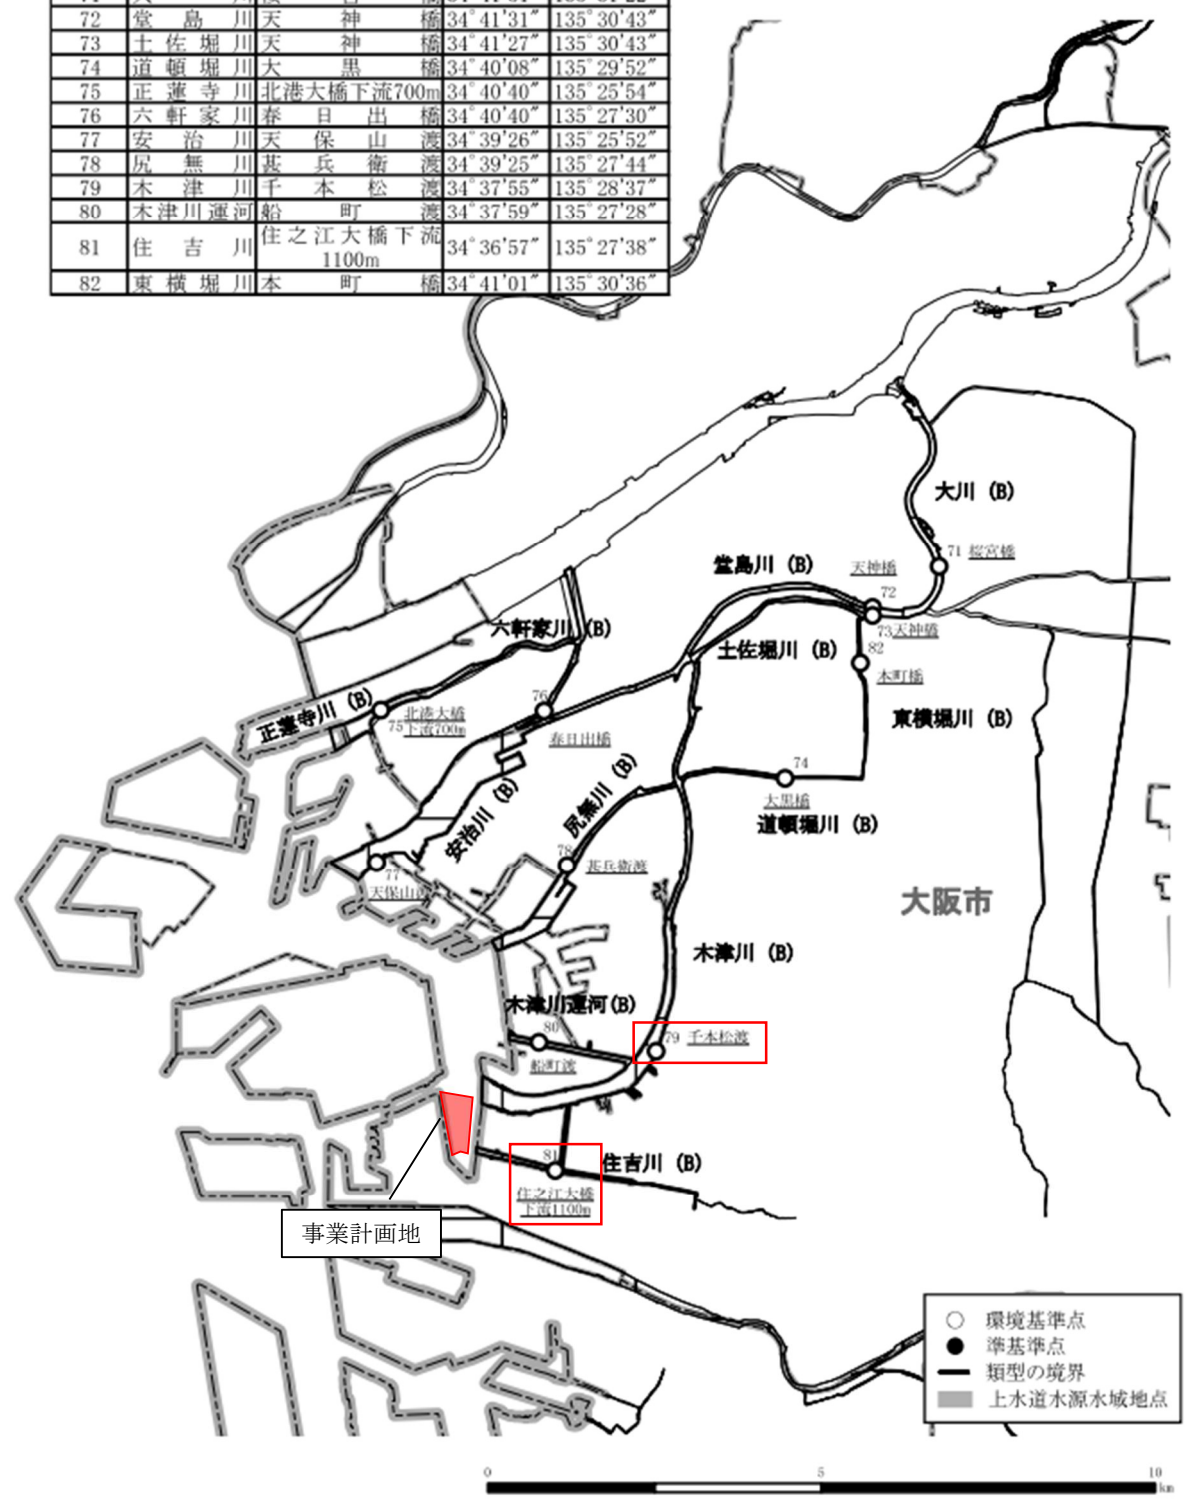 72 堂島川 天神橋 34°41'31″ 135°30'43″
73 土佐堀川 天神橋 34°41'27″ 135°30'43″
74 道頓堀川 大黒橋 34°40'08″ 135°29'52″
75 正蓮寺川 北港大橋下流700m 34°40'40″ 135°25'54″
76 六軒家川 春日出橋 34°40'40″ 135°27'30″
77 安治川 天保山渡 34°39'26″ 135°25'52″
78 尻無川 甚兵衛渡 34°39'25″ 135°27'44″
79 木津川 千本松渡 34°37'55″ 135°28'37″
80 木津川運河 船町渡 34°37'59″ 135°27'28″
81 住吉川 住之江大橋下流 1100m 34°36'57″ 135°27'38″
82 東横堀川 本町橋 34°41'01″ 135°30'36″
大川 (B)
71 桜宮橋
堂島川 (B)
天神橋
72
73 天神橋
六軒家川 (B)
土佐堀川 (B)
82
本町橋
正蓮寺川 (B)
75 北港大橋
下流700m
76
春日出橋
東横堀川 (B)
74
大黒橋
道頓堀川 (B)
安治川 (B)
尻無川 (B)
77
天保山
78
甚兵衛渡
大阪市
木津川 (B)
木津川運河(B)
80
船町渡
79 千本松渡
81
住吉川 (B)
住之江大橋
下流1100m
事業計画地
環境基準点
準基準点
類型の境界
上水道水源水域地点
0 5 10
km